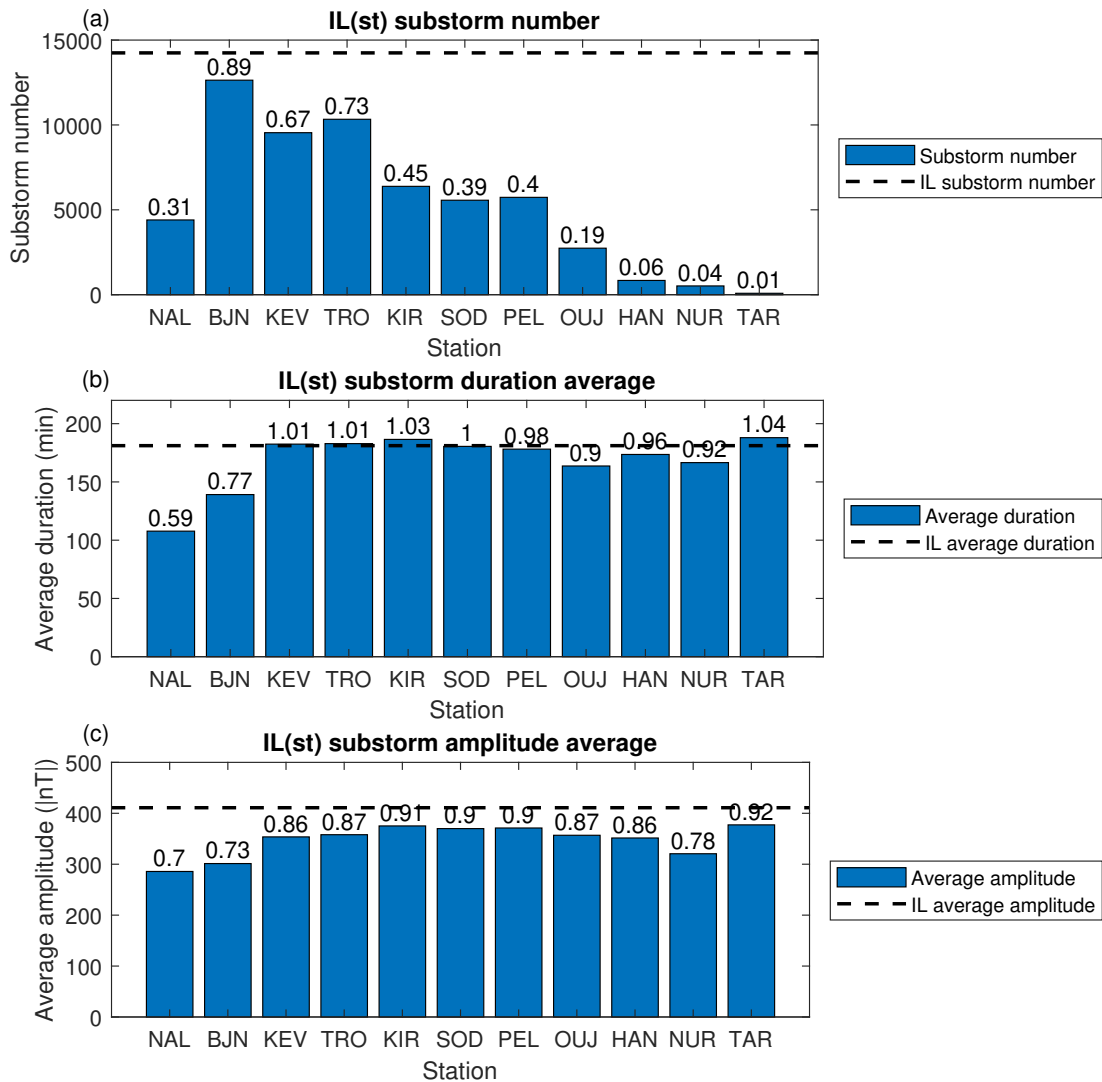 (a)
IL(st) substorm number
15000
10000
5000
0
Substorm number
0.31
0.89
0.67
0.73
0.45
0.39
0.4
0.19
0.06
0.04
0.01
NAL BJN KEV TRO KIR SOD PEL OUJ HAN NUR TAR
Station
Substorm number
IL substorm number
(b)
IL(st) substorm duration average
200
150
100
50
0
Average duration (min)
0.59
0.77
1.01
1.01
1.03
1
0.98
0.9
0.96
0.92
1.04
NAL BJN KEV TRO KIR SOD PEL OUJ HAN NUR TAR
Station
Average duration
IL average duration
(c)
IL(st) substorm amplitude average
500
400
300
200
100
0
Average amplitude (|nT|)
0.7
0.73
0.86
0.87
0.91
0.9
0.9
0.87
0.86
0.78
0.92
NAL BJN KEV TRO KIR SOD PEL OUJ HAN NUR TAR
Station
Average amplitude
IL average amplitude